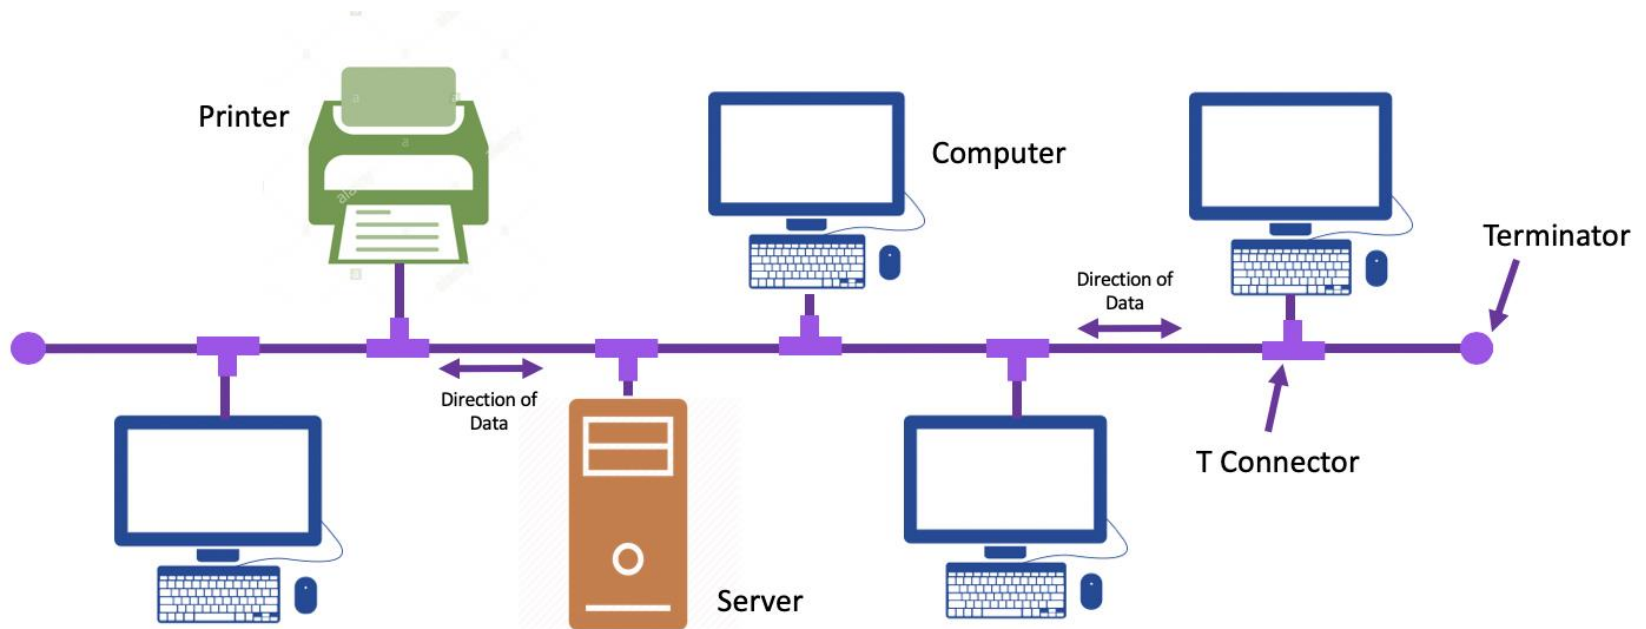 Printer
Computer
Terminator
Direction of
Data
Direction of
Data
T Connector
Server